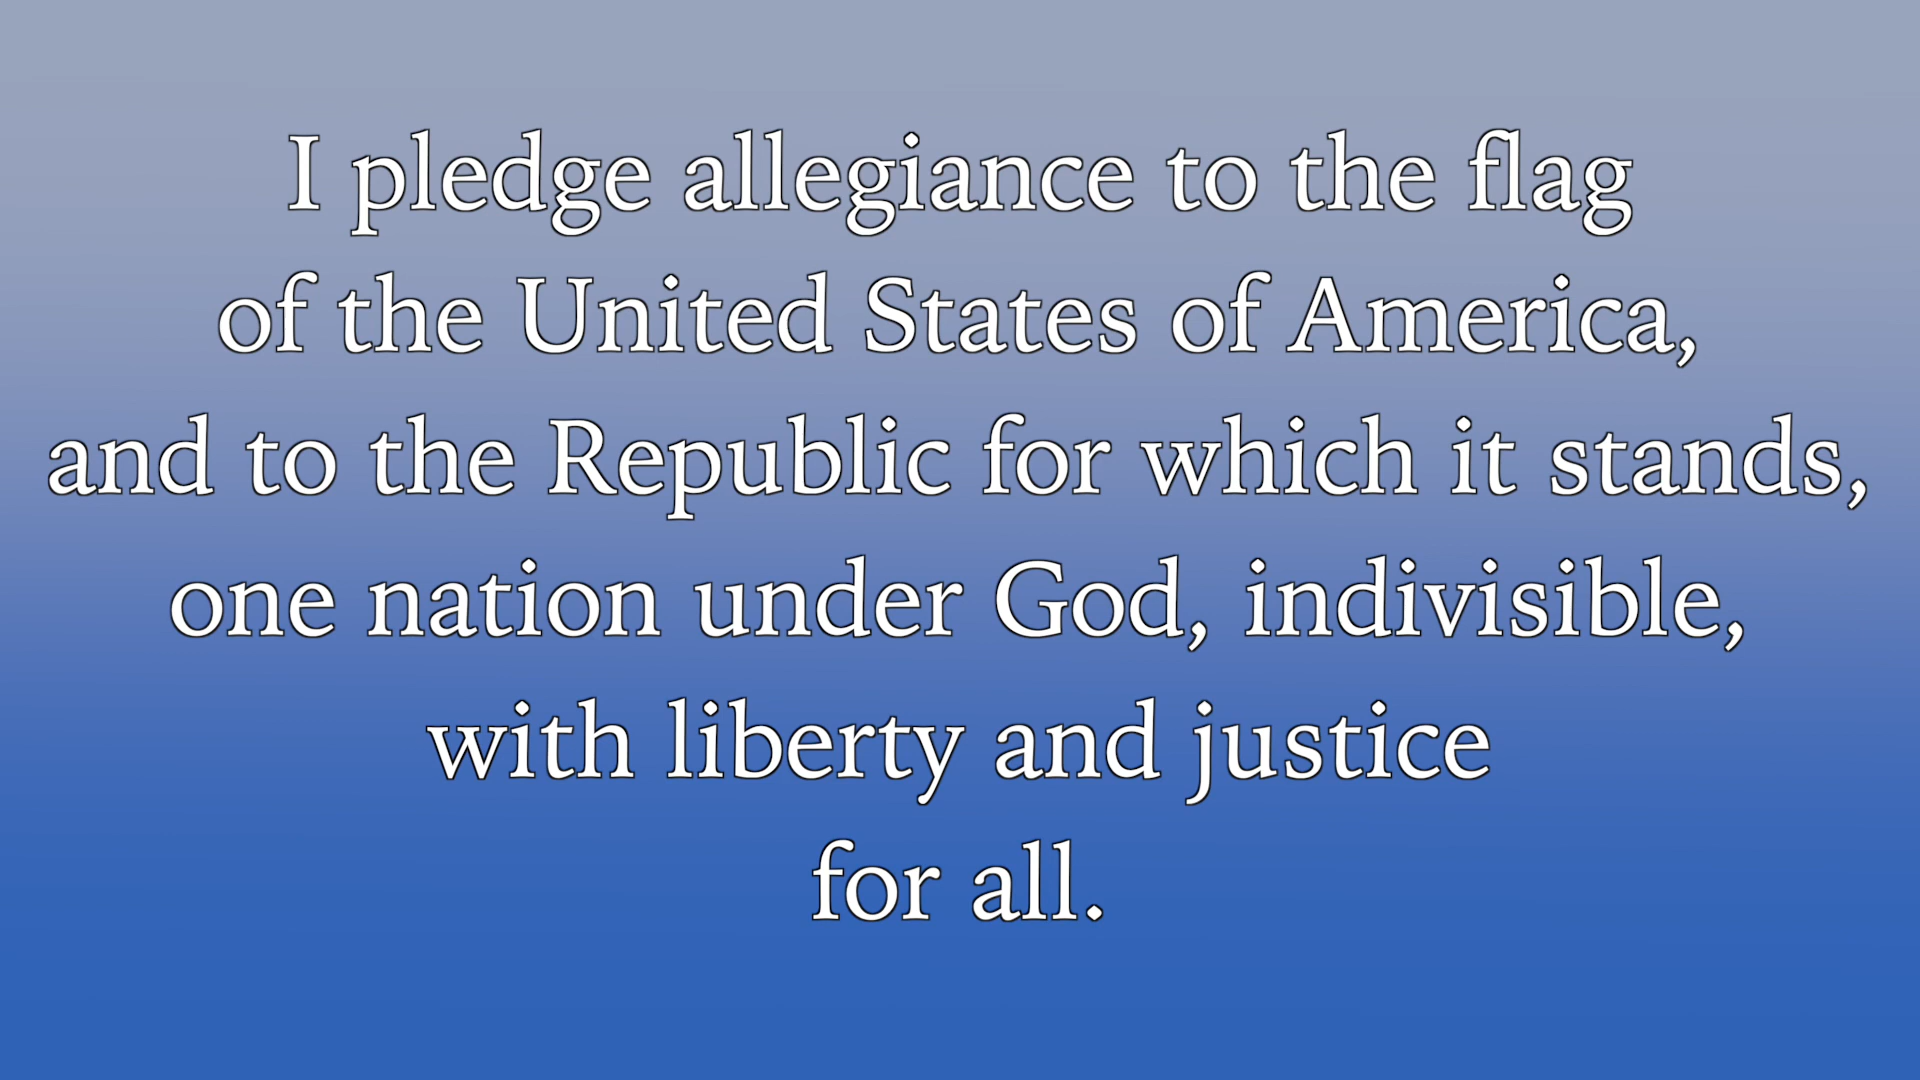 I pledge allegiance to the flag
of the United States of America,
and to the Republic for which it stands,
one nation under God, indivisible,
with liberty and justice
for all.